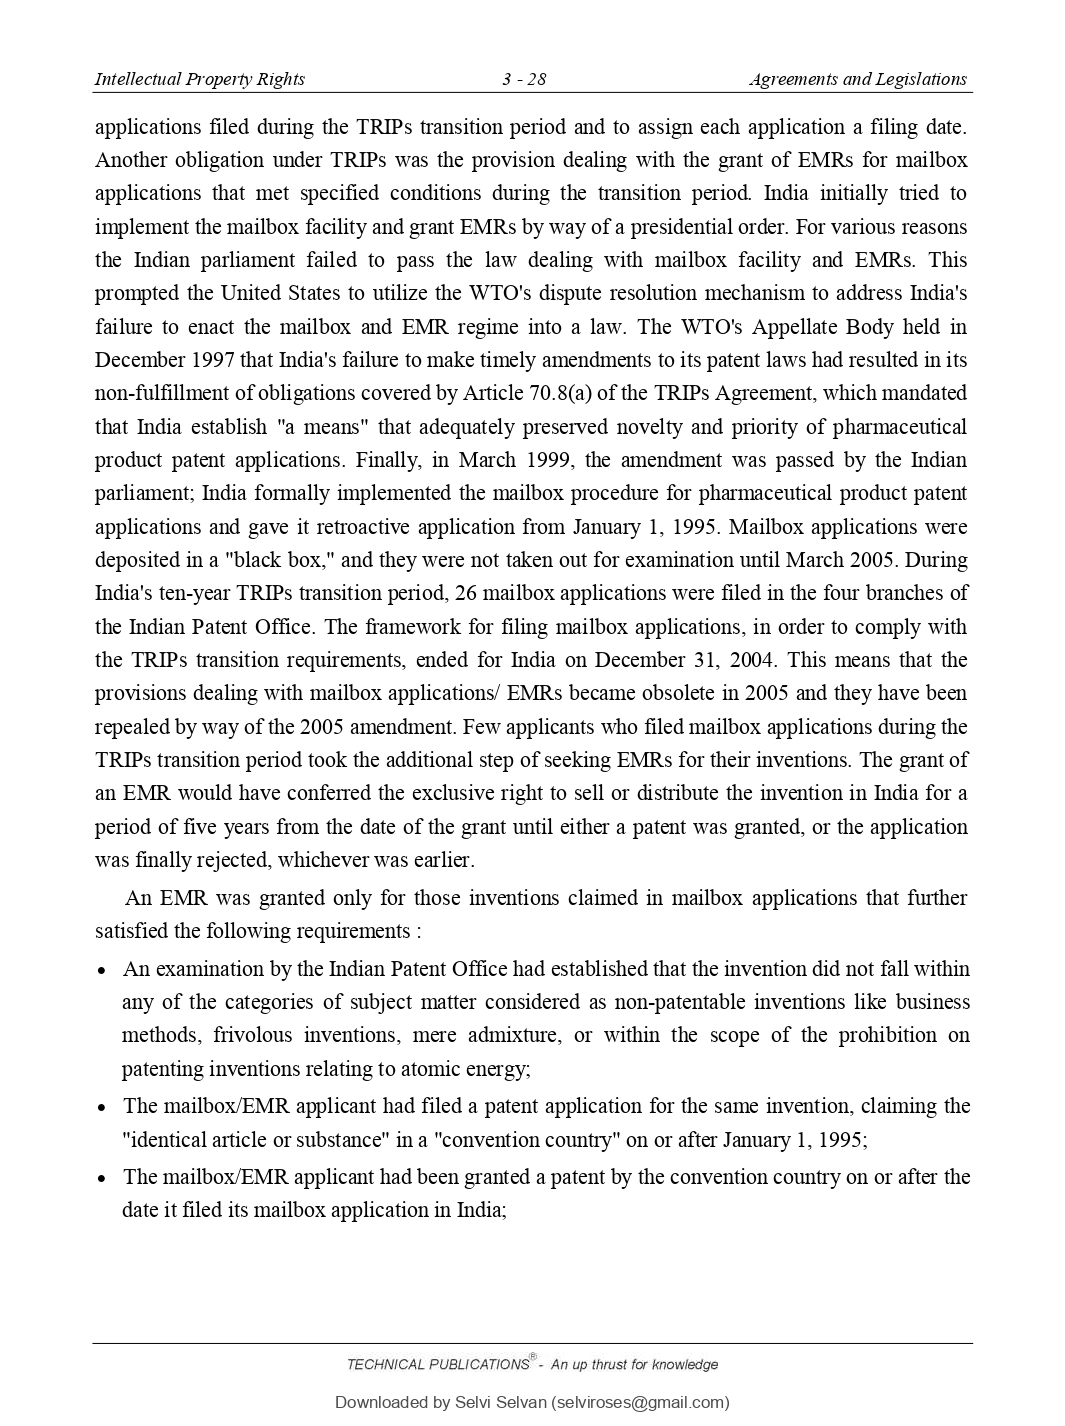 Intellectual Property Rights 3 - 28 Agreements and Legislations
applications filed during the TRIPs transition period and to assign each application a filing date.
Another obligation under TRIPs was the provision dealing with the grant of EMRs for mailbox
applications that met specified conditions during the transition period. India initially tried to
implement the mailbox facility and grant EMRs by way of a presidential order. For various reasons
the Indian parliament failed to pass the law dealing with mailbox facility and EMRs. This
prompted the United States to utilize the WTO's dispute resolution mechanism to address India's
failure to enact the mailbox and EMR regime into a law. The WTO's Appellate Body held in
December 1997 that India's failure to make timely amendments to its patent laws had resulted in its
non-fulfillment of obligations covered by Article 70.8(a) of the TRIPs Agreement, which mandated
that India establish "a means" that adequately preserved novelty and priority of pharmaceutical
product patent applications. Finally, in March 1999, the amendment was passed by the Indian
parliament; India formally implemented the mailbox procedure for pharmaceutical product patent
applications and gave it retroactive application from January 1, 1995. Mailbox applications were
deposited in a "black box," and they were not taken out for examination until March 2005. During
India's ten-year TRIPs transition period, 26 mailbox applications were filed in the four branches of
the Indian Patent Office. The framework for filing mailbox applications, in order to comply with
the TRIPs transition requirements, ended for India on December 31, 2004. This means that the
provisions dealing with mailbox applications/ EMRs became obsolete in 2005 and they have been
repealed by way of the 2005 amendment. Few applicants who filed mailbox applications during the
TRIPs transition period took the additional step of seeking EMRs for their inventions. The grant of
an EMR would have conferred the exclusive right to sell or distribute the invention in India for a
period of five years from the date of the grant until either a patent was granted, or the application
was finally rejected, whichever was earlier.
An EMR was granted only for those inventions claimed in mailbox applications that further
satisfied the following requirements :
• An examination by the Indian Patent Office had established that the invention did not fall within
any of the categories of subject matter considered as non-patentable inventions like business
methods, frivolous inventions, mere admixture, or within the scope of the prohibition on
patenting inventions relating to atomic energy;
• The mailbox/EMR applicant had filed a patent application for the same invention, claiming the
"identical article or substance" in a "convention country" on or after January 1, 1995;
• The mailbox/EMR applicant had been granted a patent by the convention country on or after the
date it filed its mailbox application in India;
TECHNICAL PUBLICATIONS® - An up thrust for knowledge
Downloaded by Selvi Selvan (selviroses@gmail.com)